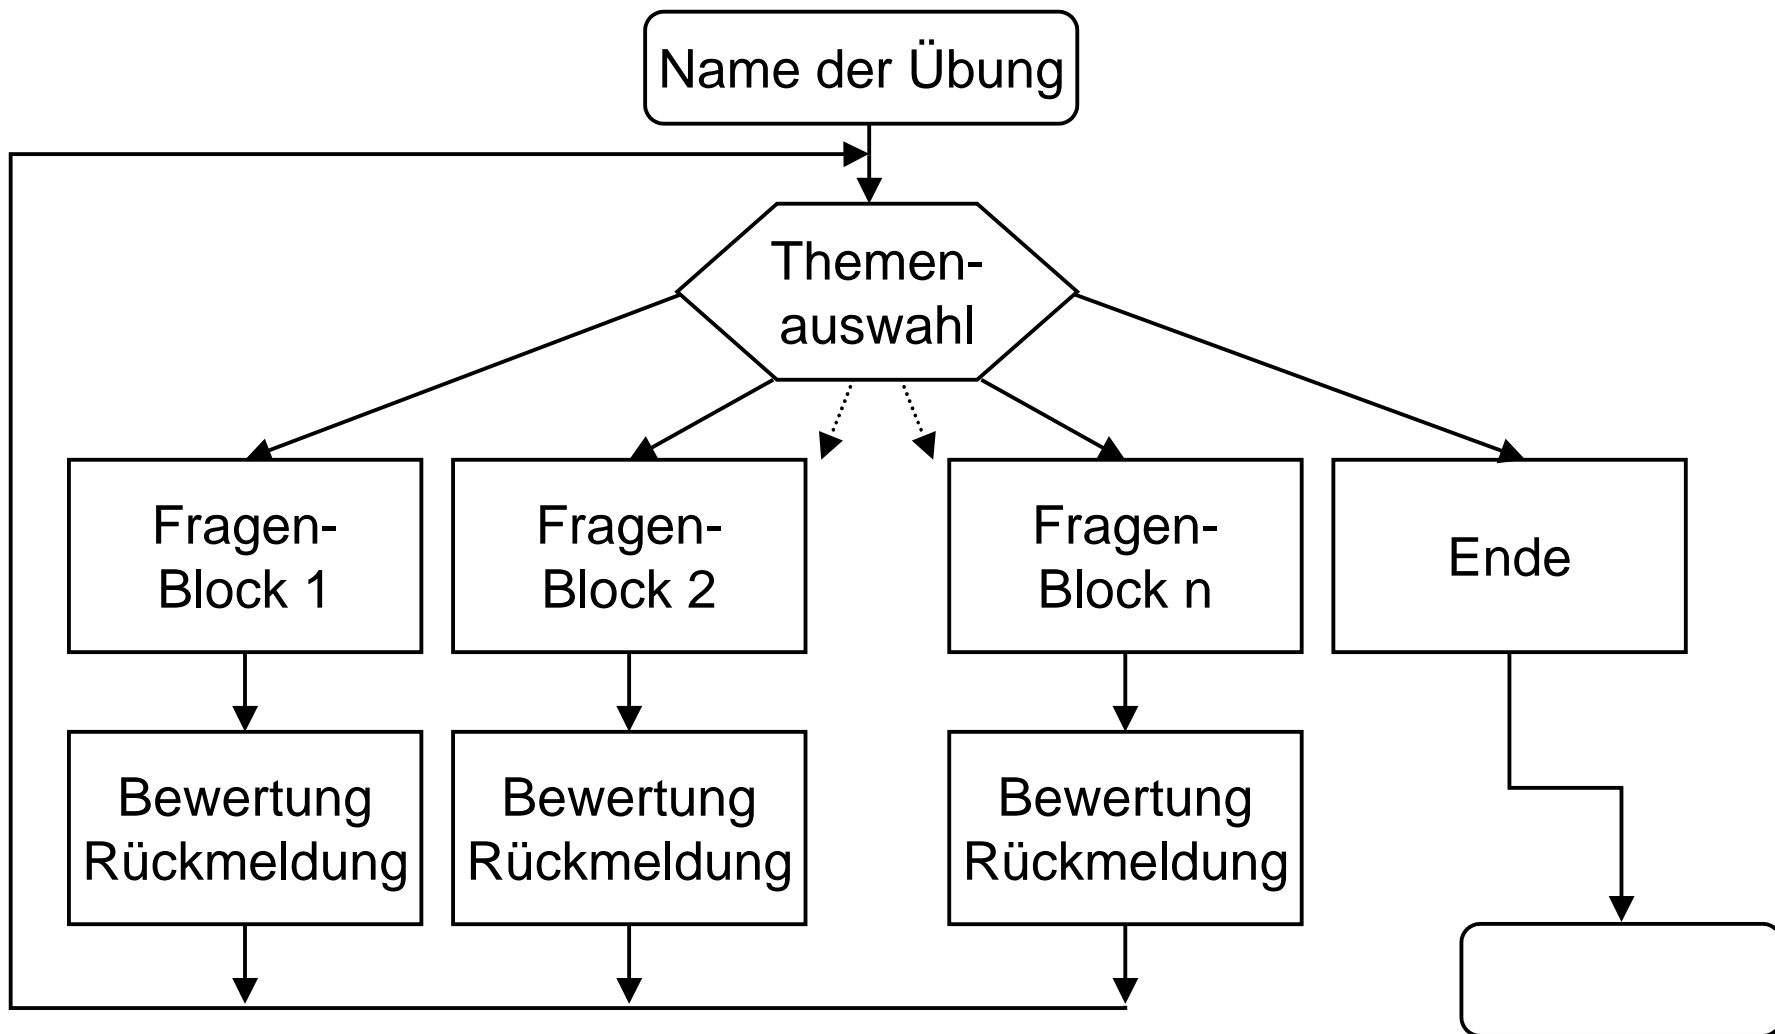 Name der Übung
Themen-
auswahl
Fragen-
Block 1
Fragen-
Block 2
Fragen-
Block n
Ende
Bewertung
Rückmeldung
Bewertung
Rückmeldung
Bewertung
Rückmeldung